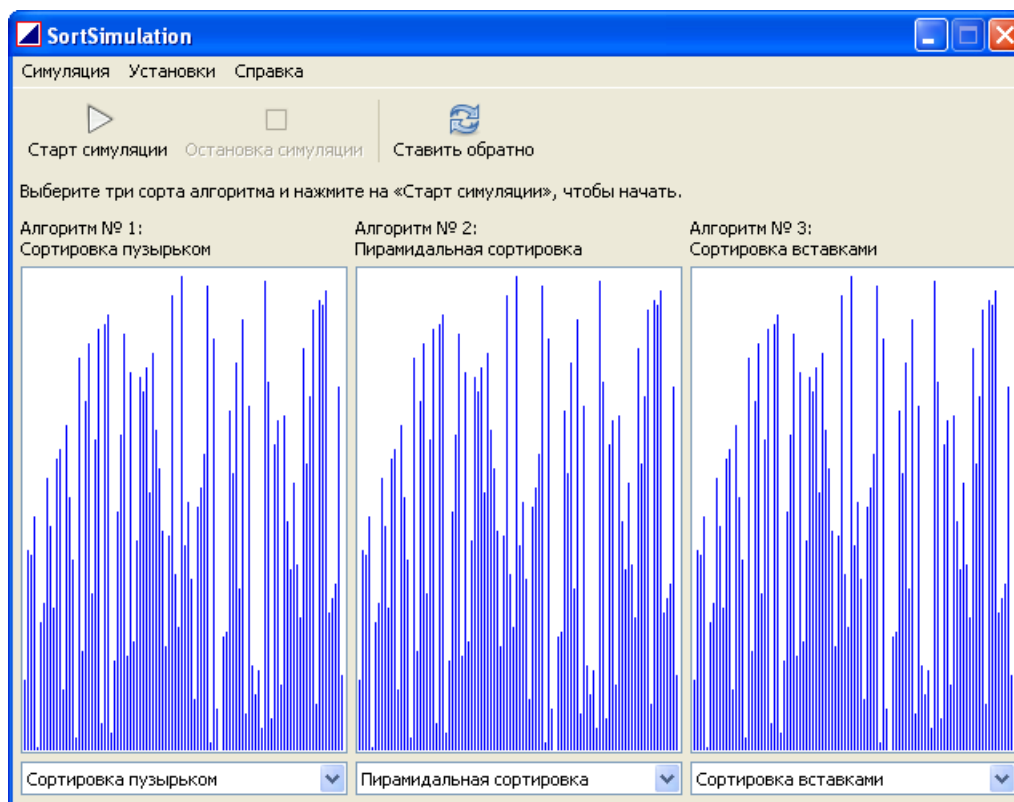 SortSimulation
Симуляция Установки Справка
Старт симуляции Остановка симуляции Ставить обратно
Выберите три сорта алгоритма и нажмите на «Старт симуляции», чтобы начать.
Алгоритм № 1: Алгоритм № 2: Алгоритм № 3:
Сортировка пузырьком Пирамидальная сортировка Сортировка вставками
Сортировка пузырьком Пирамидальная сортировка Сортировка вставками